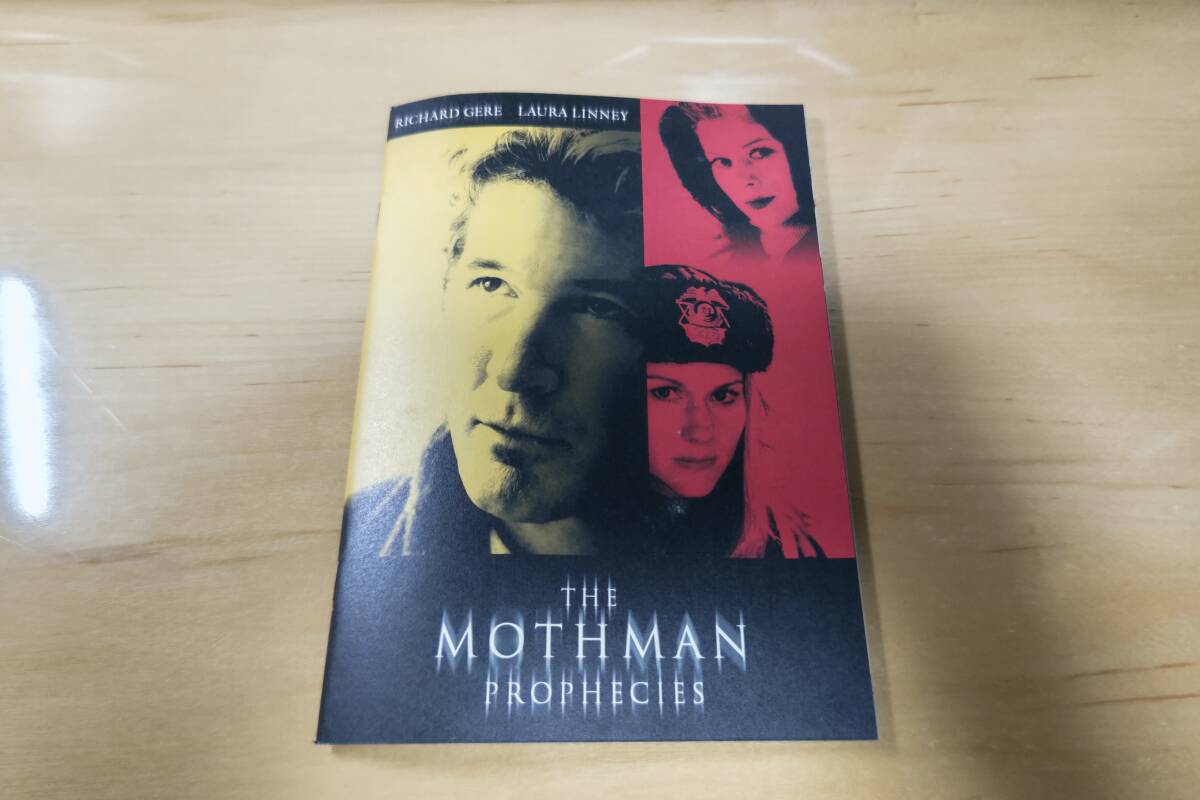 RICHARD GERE LAURA LINNEY
THE
MOTHMAN
PROPHECIES